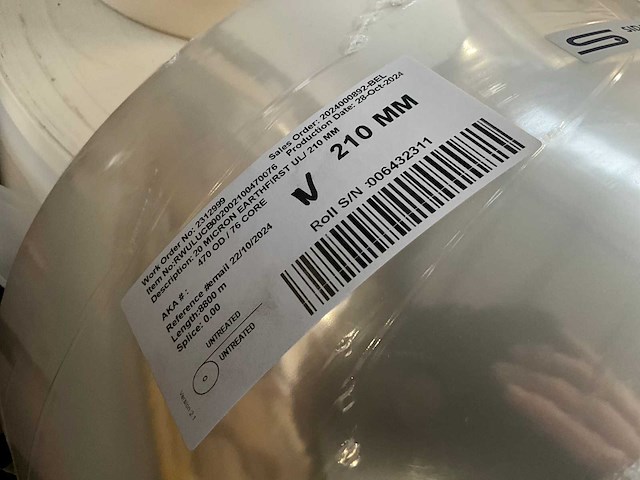 Work Order No: 2312999
Sales Order: 2024000892-BEL
Item No:RWULUCB002002100470076
Production Date: 28-Oct-2024
Description: 20 MICRON EARTHFIRST UL/ 210 MM
470 OD / 76 CORE
V 210 MM
AKA # :
Reference #email 22/10/2024
Length:8800 m
Splice: 0.00
Roll S/N :006432311
UNTREATED
UNTREATED